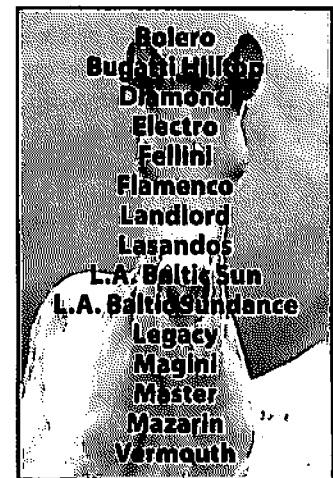 Bolero
Bugatti Hilltop
Diamond
Electro
Fellini
Flamenco
Landlord
Lasandos
L.A. Baltic Sun
L.A. Baltic Sundance
Legacy
Magini
Master
Mazarin
Vermouth